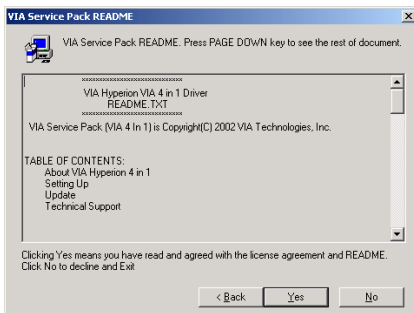 VIA Service Pack README
VIA Service Pack README. Press PAGE DOWN key to see the rest of document.
VIA Hyperion VIA 4 in 1 Driver
README.TXT
VIA Service Pack (VIA 4 In 1) is Copyright(C) 2002 VIA Technologies, Inc.
TABLE OF CONTENTS:
About VIA Hyperion 4 in 1
Setting Up
Update
Technical Support
Clicking Yes means you have read and agreed with the license agreement and README.
Click No to decline and Exit
< Back
Yes
No